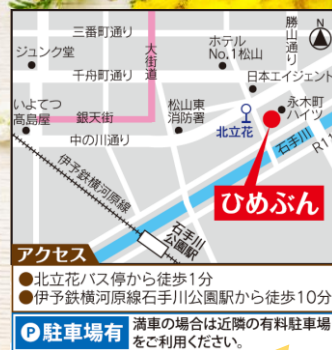 三番町通り
ジュンク堂
大街道
ホテル
No.1松山
勝山通り
N
千舟町通り
日本エイジェント
いよてつ
髙島屋
銀天街
松山東
消防署
北立花
永木町
ハイツ
中の川通り
石手川
R11
伊予鉄横河原線
ひめぶん
石手川
公園駅
アクセス
●北立花バス停から徒歩1分
●伊予鉄横河原線石手川公園駅から徒歩10分
P駐車場有
満車の場合は近隣の有料駐車場
をご利用ください。